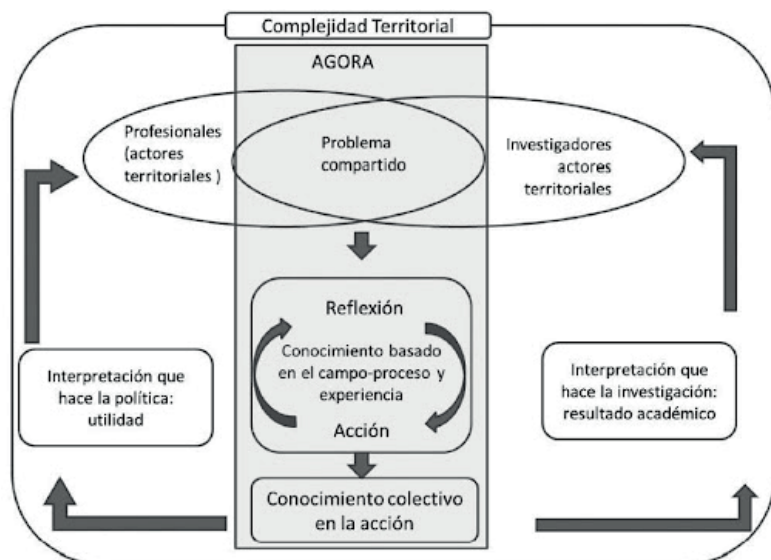 Complejidad Territorial
AGORA
Profesionales
(actores
territoriales )
Problema
compartido
Investigadores
actores
territoriales
Reflexión
Conocimiento basado
en el campo-proceso y
experiencia
Acción
Interpretación que
hace la política:
utilidad
Interpretación que
hace la investigación:
resultado académico
Conocimiento colectivo
en la acción